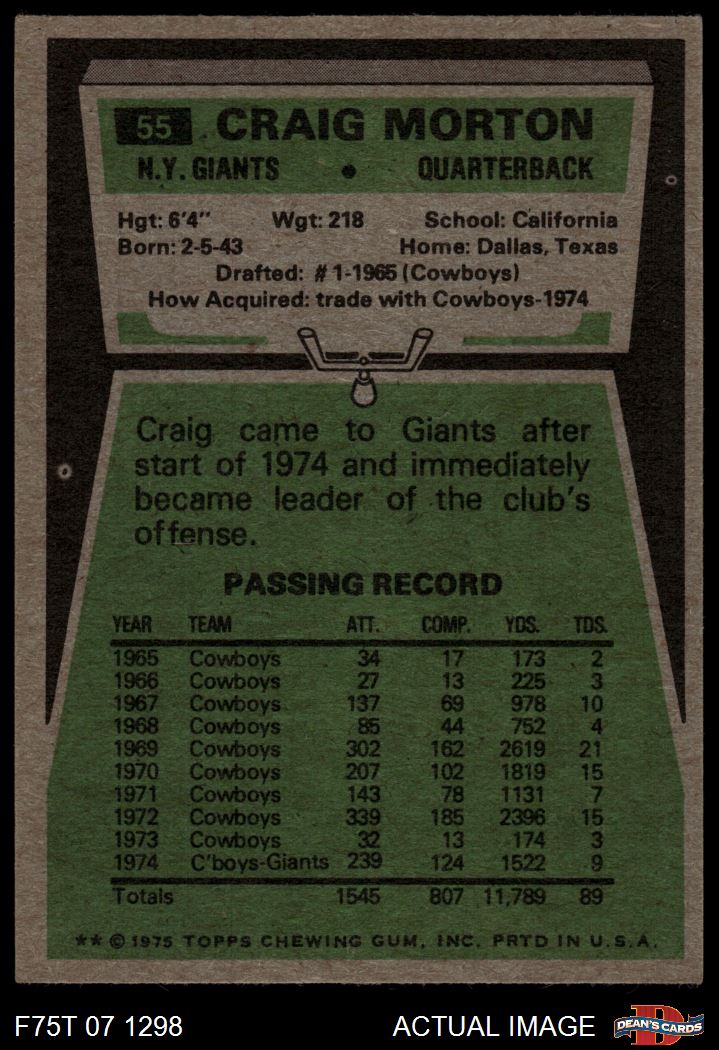 55 CRAIG MORTON
N.Y. GIANTS • QUARTERBACK
Hgt: 6'4" Wgt: 218 School: California
Born: 2-5-43 Home: Dallas, Texas
Drafted: #1-1965 (Cowboys)
How Acquired: trade with Cowboys-1974
Craig came to Giants after
start of 1974 and immediately
became leader of the club's
offense.
PASSING RECORD
YEAR TEAM ATT. COMP. YDS. TDS.
1965 Cowboys 34 17 173 2
1966 Cowboys 27 13 225 3
1967 Cowboys 137 69 978 10
1968 Cowboys 85 44 752 4
1969 Cowboys 302 162 2619 21
1970 Cowboys 207 102 1819 15
1971 Cowboys 143 78 1131 7
1972 Cowboys 339 185 2396 15
1973 Cowboys 32 13 174 3
1974 C'boys-Giants 239 124 1522 9
Totals 1545 807 11,789 89
** © 1975 TOPPS CHEWING GUM, INC. PRTD IN U.S.A.
F75T 07 1298 ACTUAL IMAGE D DEAN'S CARDS